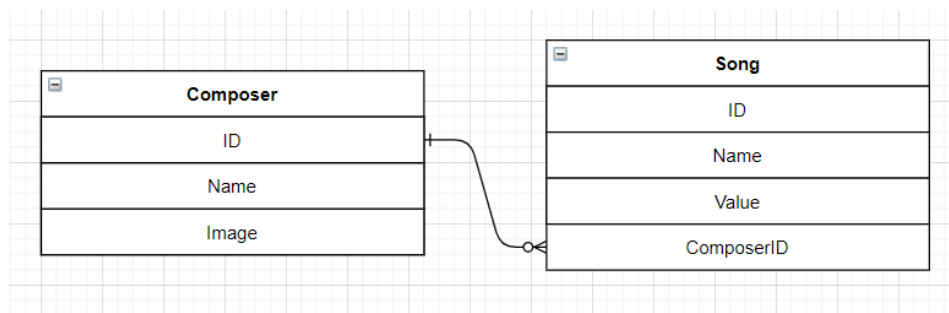 Composer
ID
Name
Image
Song
ID
Name
Value
ComposerID